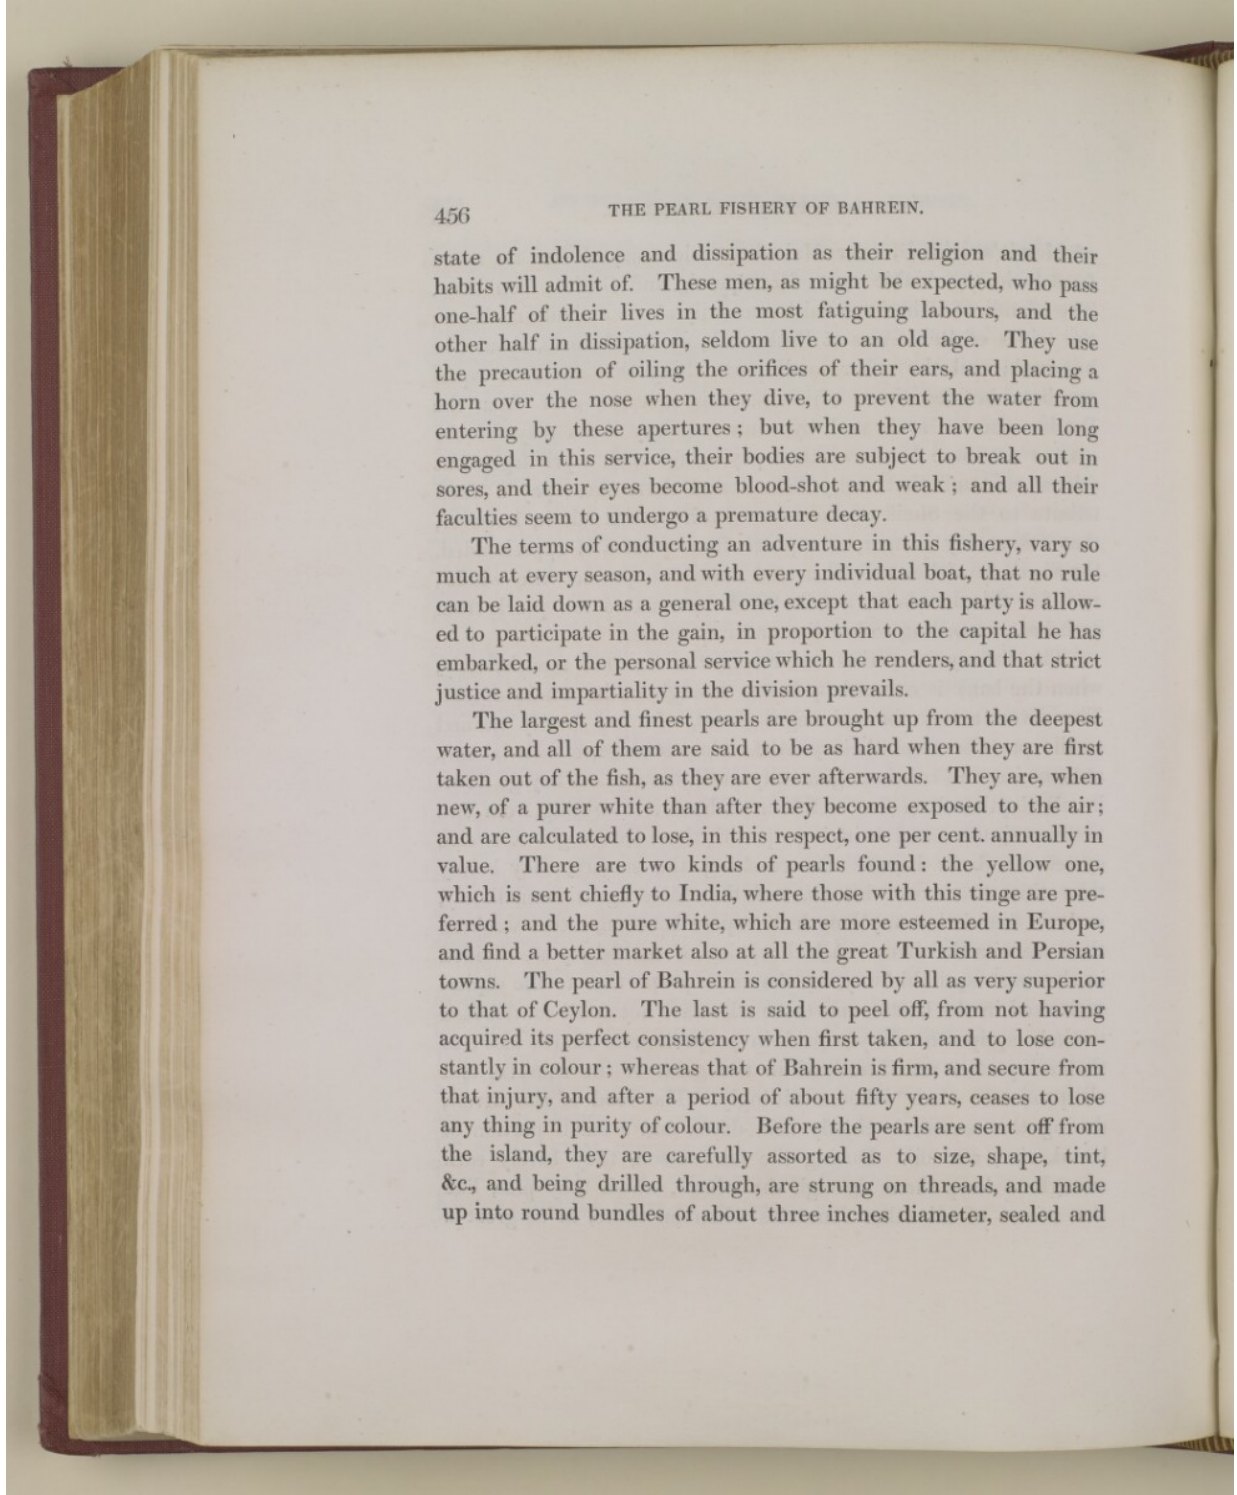 456
THE PEARL FISHERY OF BAHREIN.
state of indolence and dissipation as their religion and their
habits will admit of. These men, as might be expected, who pass
one-half of their lives in the most fatiguing labours, and the
other half in dissipation, seldom live to an old age. They use
the precaution of oiling the orifices of their ears, and placing a
horn over the nose when they dive, to prevent the water from
entering by these apertures; but when they have been long
engaged in this service, their bodies are subject to break out in
sores, and their eyes become blood-shot and weak; and all their
faculties seem to undergo a premature decay.
The terms of conducting an adventure in this fishery, vary so
much at every season, and with every individual boat, that no rule
can be laid down as a general one, except that each party is allow-
ed to participate in the gain, in proportion to the capital he has
embarked, or the personal service which he renders, and that strict
justice and impartiality in the division prevails.
The largest and finest pearls are brought up from the deepest
water, and all of them are said to be as hard when they are first
taken out of the fish, as they are ever afterwards. They are, when
new, of a purer white than after they become exposed to the air;
and are calculated to lose, in this respect, one per cent. annually in
value. There are two kinds of pearls found: the yellow one,
which is sent chiefly to India, where those with this tinge are pre-
ferred; and the pure white, which are more esteemed in Europe,
and find a better market also at all the great Turkish and Persian
towns. The pearl of Bahrein is considered by all as very superior
to that of Ceylon. The last is said to peel off, from not having
acquired its perfect consistency when first taken, and to lose con-
stantly in colour; whereas that of Bahrein is firm, and secure from
that injury, and after a period of about fifty years, ceases to lose
any thing in purity of colour. Before the pearls are sent off from
the island, they are carefully assorted as to size, shape, tint,
&c., and being drilled through, are strung on threads, and made
up into round bundles of about three inches diameter, sealed and